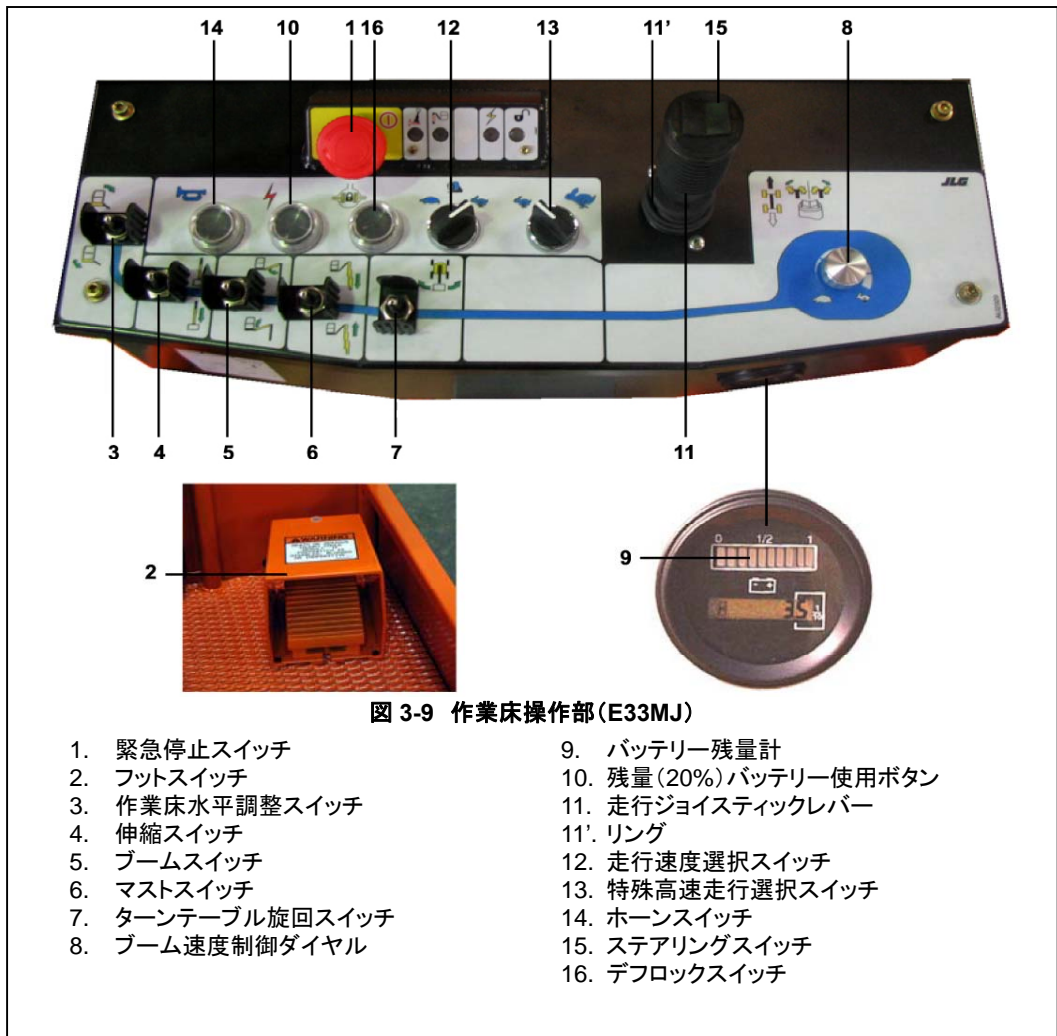 14 10 1 16 12 13 11’ 15 8
JLG
3 4 5 6 7 11
WARNING
2
0 1/2 1
9
図 3-9 作業床操作部（E33MJ）
1. 緊急停止スイッチ
2. フットスイッチ
3. 作業床水平調整スイッチ
4. 伸縮スイッチ
5. ブームスイッチ
6. マストスイッチ
7. ターンテーブル旋回スイッチ
8. ブーム速度制御ダイヤル
9. バッテリー残量計
10. 残量（20%）バッテリー使用ボタン
11. 走行ジョイスティックレバー
11’. リング
12. 走行速度選択スイッチ
13. 特殊高速走行選択スイッチ
14. ホーンスイッチ
15. ステアリングスイッチ
16. デフロックスイッチ